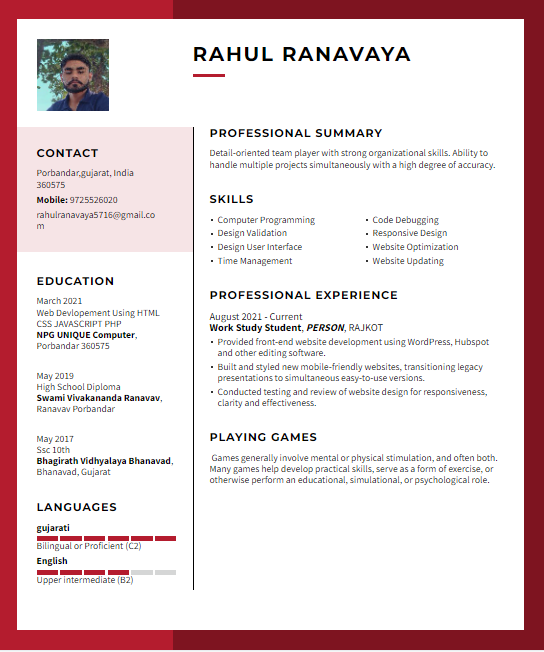 RAHUL RANAVAYA
CONTACT
Porbandar,gujarat, India
360575
Mobile: 9725526020
rahulranavaya5716@gmail.co
m
EDUCATION
March 2021
Web Devlopement Using HTML
CSS JAVASCRIPT PHP
NPG UNIQUE Computer,
Porbandar 360575
May 2019
High School Diploma
Swami Vivakananda Ranavav,
Ranavav Porbandar
May 2017
Ssc 10th
Bhagirath Vidhyalaya Bhanavad,
Bhanavad, Gujarat
LANGUAGES
gujarati
Bilingual or Proficient (C2)
English
Upper intermediate (B2)
PROFESSIONAL SUMMARY
Detail-oriented team player with strong organizational skills. Ability to
handle multiple projects simultaneously with a high degree of accuracy.
SKILLS
• Computer Programming
• Design Validation
• Design User Interface
• Time Management
• Code Debugging
• Responsive Design
• Website Optimization
• Website Updating
PROFESSIONAL EXPERIENCE
August 2021 - Current
Work Study Student, PERSON, RAJKOT
• Provided front-end website development using WordPress, Hubspot
and other editing software.
• Built and styled new mobile-friendly websites, transitioning legacy
presentations to simultaneous easy-to-use versions.
• Conducted testing and review of website design for responsiveness,
clarity and effectiveness.
PLAYING GAMES
Games generally involve mental or physical stimulation, and often both.
Many games help develop practical skills, serve as a form of exercise, or
otherwise perform an educational, simulational, or psychological role.